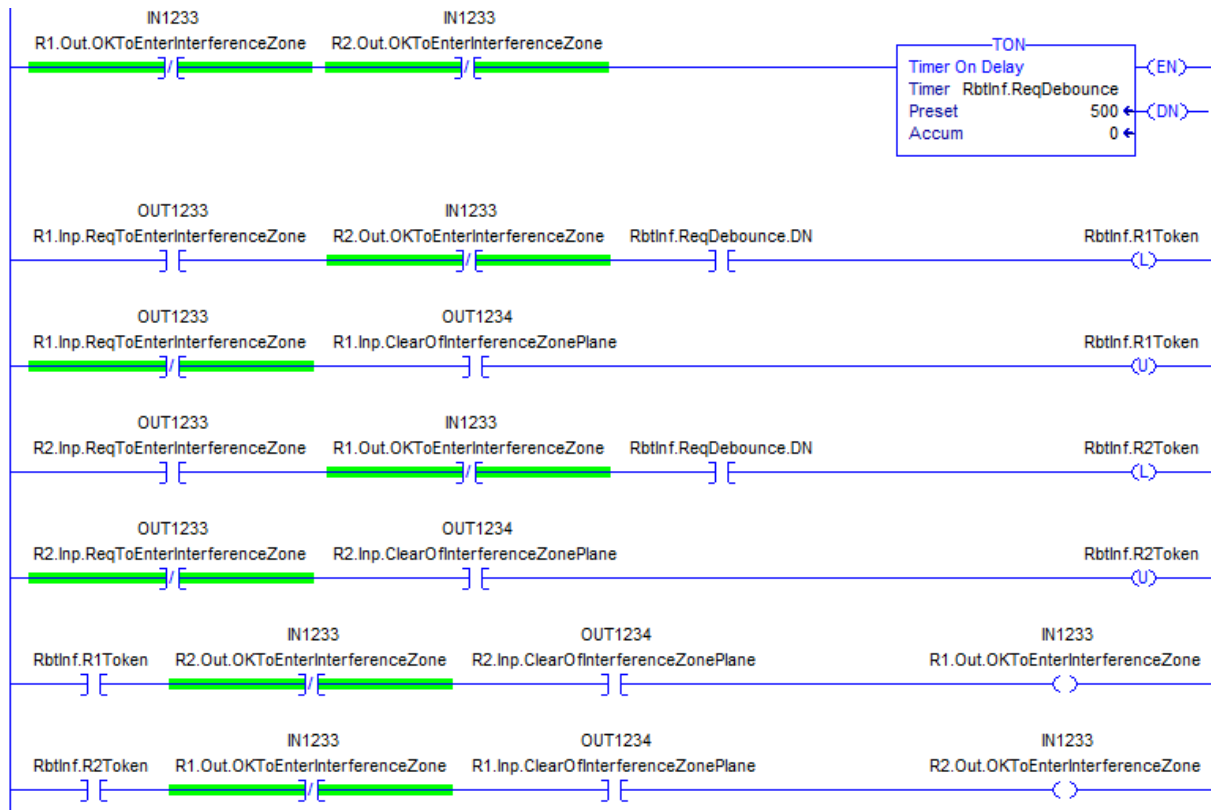 IN1233 IN1233
R1.Out.OKToEnterInterferenceZone R2.Out.OKToEnterInterferenceZone
TON
Timer On Delay
Timer RbtInf.ReqDebounce
Preset 500
Accum 0
EN
DN
OUT1233 IN1233
R1.Inp.ReqToEnterInterferenceZone R2.Out.OKToEnterInterferenceZone RbtInf.ReqDebounce.DN RbtInf.R1Token
L
OUT1233 OUT1234
R1.Inp.ReqToEnterInterferenceZone R1.Inp.ClearOfInterferenceZonePlane RbtInf.R1Token
U
OUT1233 IN1233
R2.Inp.ReqToEnterInterferenceZone R1.Out.OKToEnterInterferenceZone RbtInf.ReqDebounce.DN RbtInf.R2Token
L
OUT1233 OUT1234
R2.Inp.ReqToEnterInterferenceZone R2.Inp.ClearOfInterferenceZonePlane RbtInf.R2Token
U
IN1233 OUT1234 IN1233
RbtInf.R1Token R2.Out.OKToEnterInterferenceZone R2.Inp.ClearOfInterferenceZonePlane R1.Out.OKToEnterInterferenceZone
IN1233 OUT1234 IN1233
RbtInf.R2Token R1.Out.OKToEnterInterferenceZone R1.Inp.ClearOfInterferenceZonePlane R2.Out.OKToEnterInterferenceZone